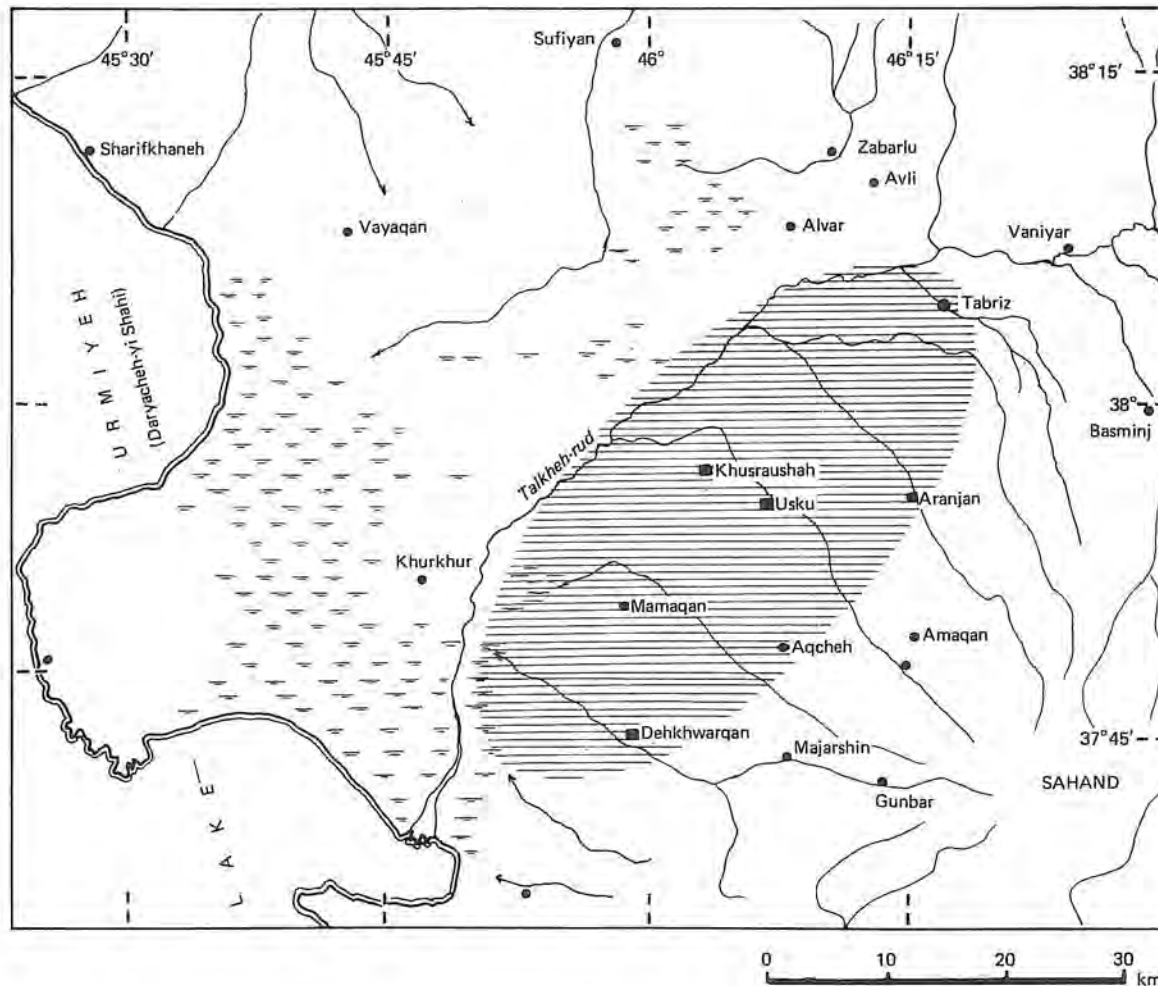 45° 30′
45° 45′
Sufiyan
46°
46° 15′
38° 15′
Sharifkhaneh
Zabarlu
Avli
Vayaqan
Alvar
Vaniyar
URMIYEH
(Daryacheh-yi Shahi)
Tabriz
38°
Basminj
Talkheh-rud
Khusraushah
Usku
Aranjan
Khurkhur
Mamaqan
Amaqan
Aqcheh
Dehkhwarqan
Majarshin
37° 45′
Gunbar
SAHAND
LAKE
0 10 20 30
km